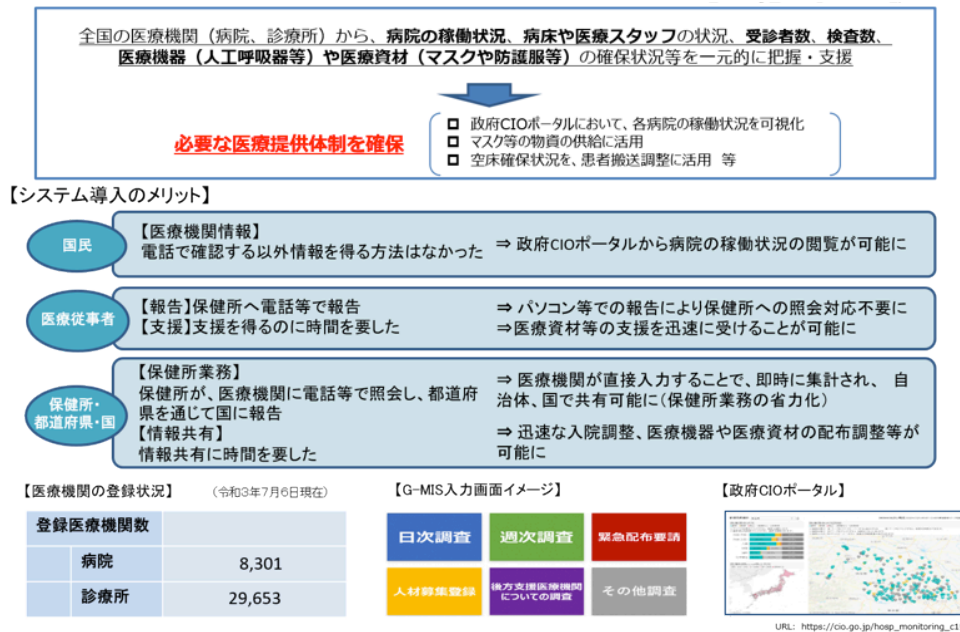 全国の医療機関（病院、診療所）から、病院の稼働状況、病床や医療スタッフの状況、受診者数、検査数、
医療機器（人工呼吸器等）や医療資材（マスクや防護服等）の確保状況等を一元的に把握・支援
必要な医療提供体制を確保
政府CIOポータルにおいて、各病院の稼働状況を可視化
マスク等の物資の供給に活用
空床確保状況を、患者搬送調整に活用 等
【システム導入のメリット】
国民
【医療機関情報】
電話で確認する以外情報を得る方法はなかった
⇒ 政府CIOポータルから病院の稼働状況の閲覧が可能に
医療従事者
【報告】保健所へ電話等で報告
【支援】支援を得るのに時間を要した
⇒ パソコン等での報告により保健所への照会対応不要に
⇒医療資材等の支援を迅速に受けることが可能に
保健所・
都道府県・国
【保健所業務】
保健所が、医療機関に電話等で照会し、都道府
県を通じて国に報告
【情報共有】
情報共有に時間を要した
⇒ 医療機関が直接入力することで、即時に集計され、 自
治体、国で共有可能に（保健所業務の省力化）
⇒ 迅速な入院調整、医療機器や医療資材の配布調整等が
可能に
【医療機関の登録状況】 （令和3年7月6日現在）
登録医療機関数
病院 8,301
診療所 29,653
【G-MIS入力画面イメージ】
日次調査 週次調査 緊急配布要請
人材募集登録 後方支援医療機関
についての調査 その他調査
【政府CIOポータル】
URL: https://cio.go.jp/hosp_monitoring_c1